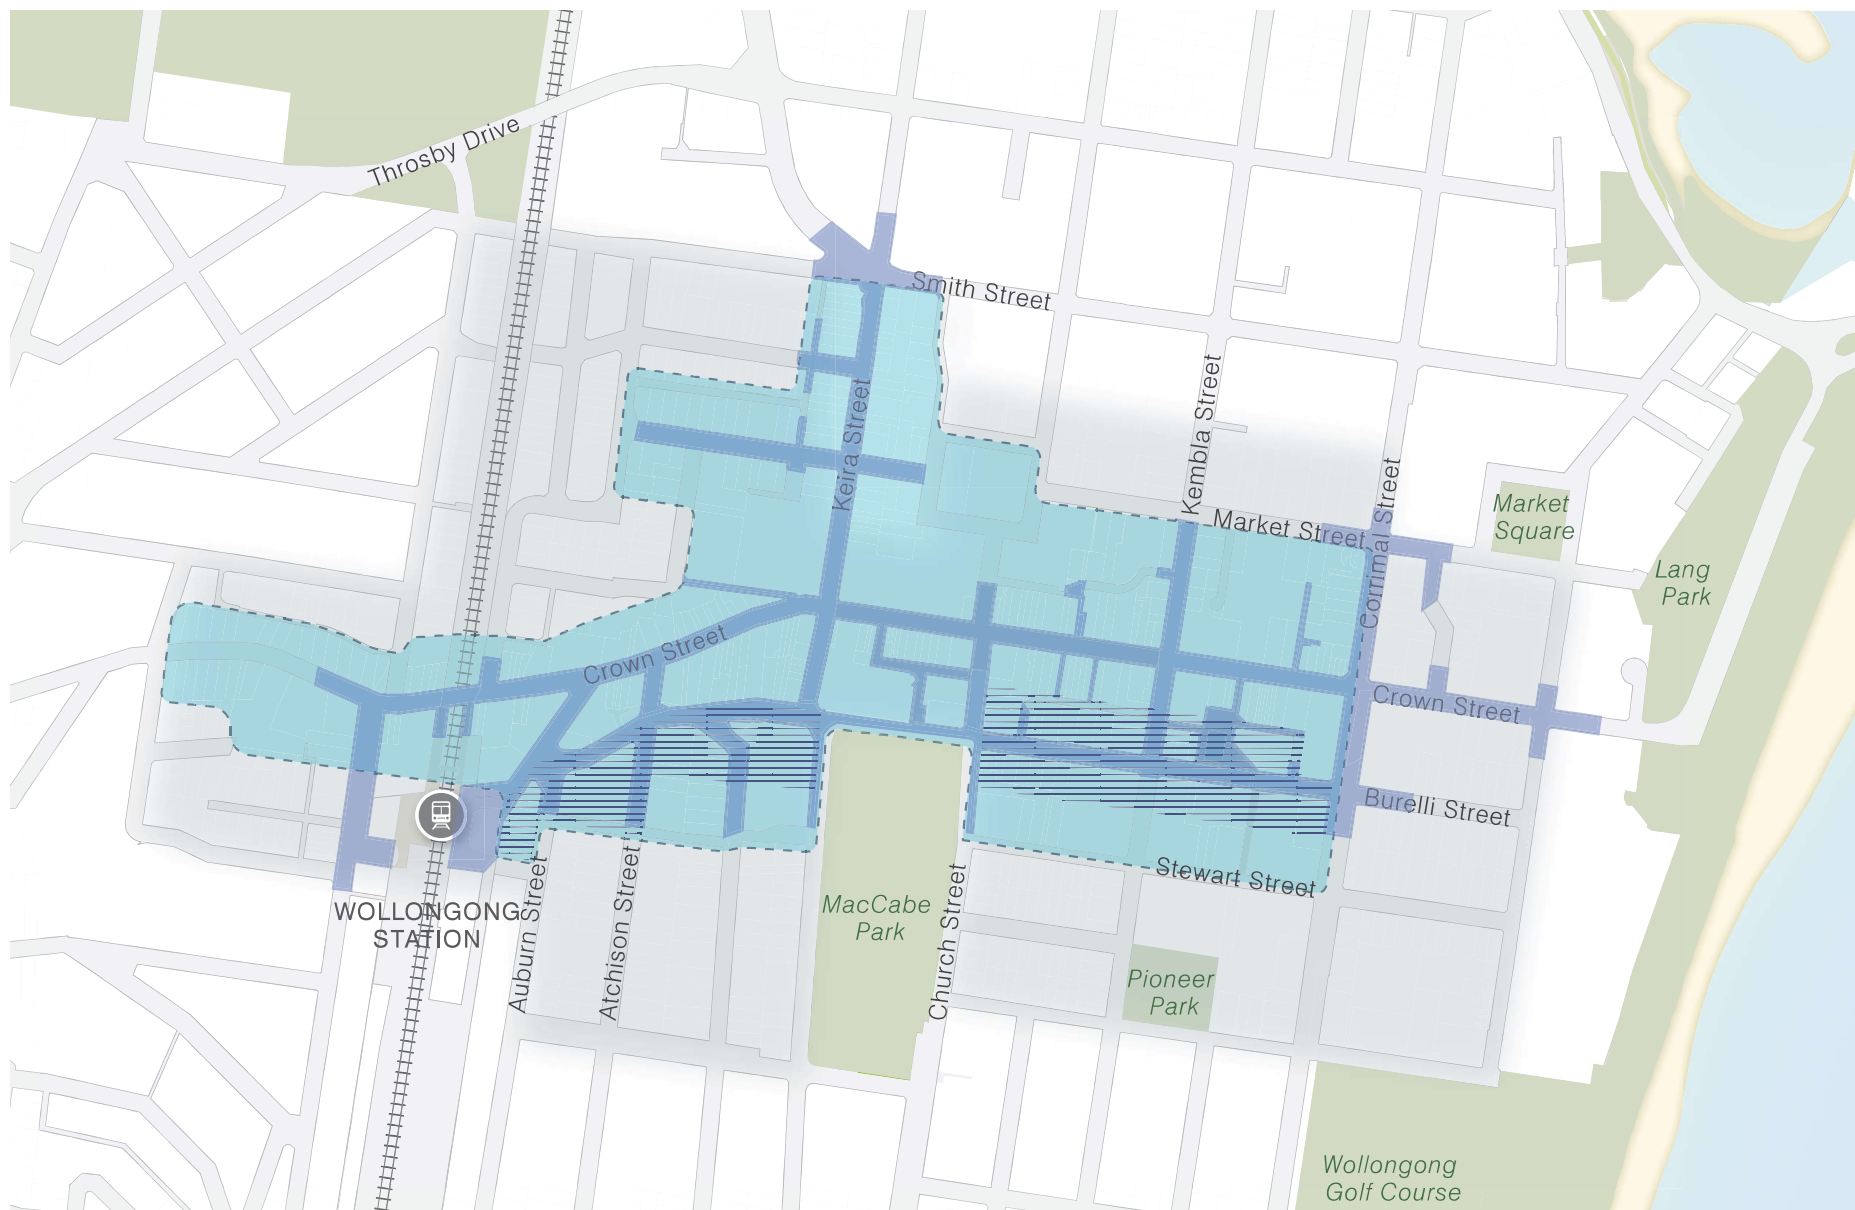 Throsby Drive
Smith Street
Keira Street
Kembla Street
Market Street
Corrimal Street
Market
Square
Lang
Park
Crown Street
Crown Street
Burelli Street
Stewart Street
WOLLONGONG
STATION
Auburn Street
Atchison Street
MacCabe
Park
Church Street
Pioneer
Park
Wollongong
Golf Course